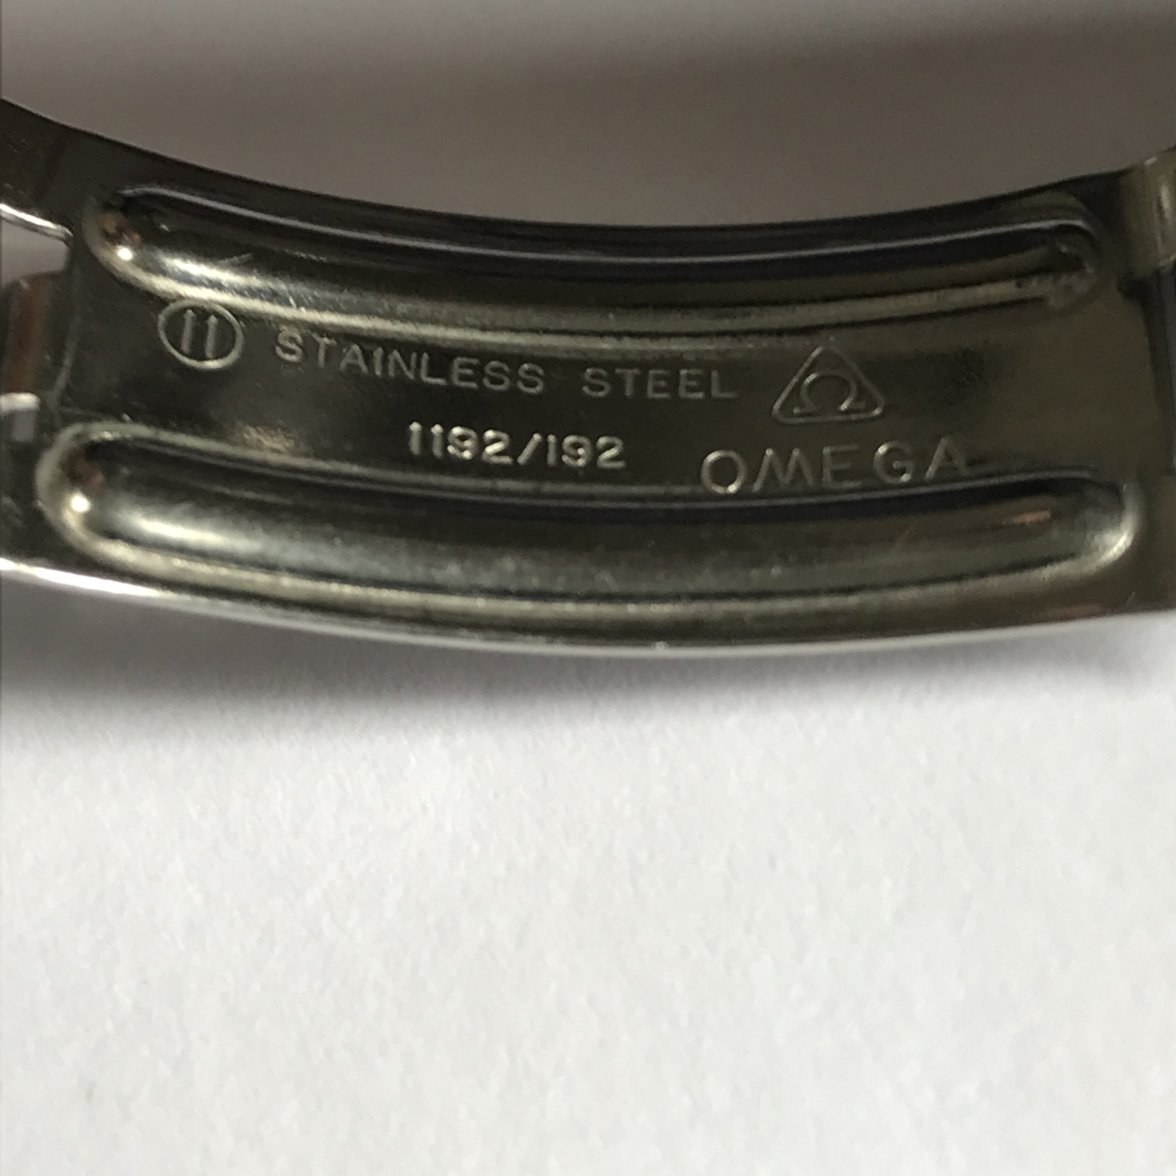 11 STAINLESS STEEL Ω
1192/192 OMEGA